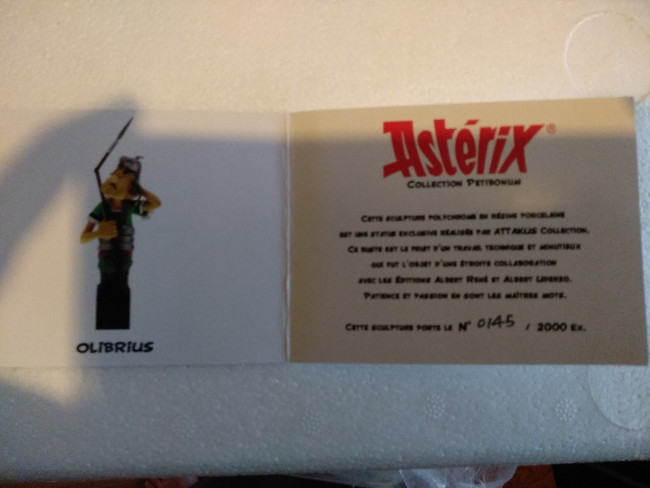 OLIBRIUS
Astérix®
COLLECTION PETIBONUM
CETTE SCULPTURE POLYCHROME EN RÉSINE PORCELAINE
EST UNE STATUE EXCLUSIVE RÉALISÉE PAR ATTAKUS COLLECTION.
CE BUSTE EST LE FRUIT D'UN TRAVAIL TECHNIQUE ET MINUTIEUX
QUI FUT L'OBJET D'UNE ÉTROITE COLLABORATION
AVEC LES ÉDITIONS ALBERT RENÉ ET ALBERT UDERZO.
PATIENCE ET PASSION EN SONT LES MAÎTRES MOTS.
CETTE SCULPTURE PORTE LE N° 0145 / 2000 EX.